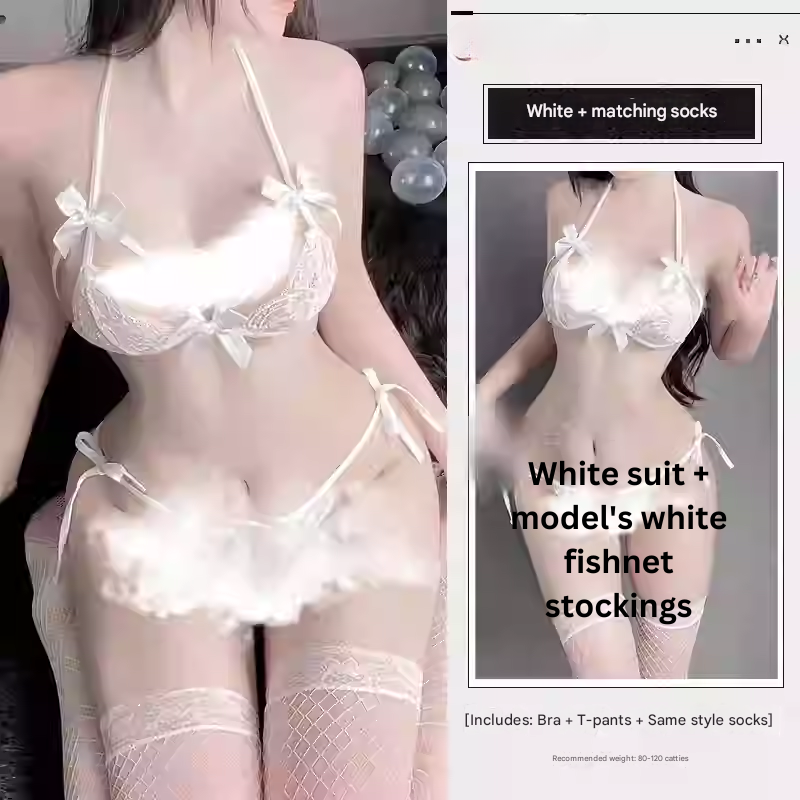 White + matching socks
White suit +
model's white
fishnet
stockings
[Includes: Bra + T-pants + Same style socks]
Recommended weight: 80-120 catties